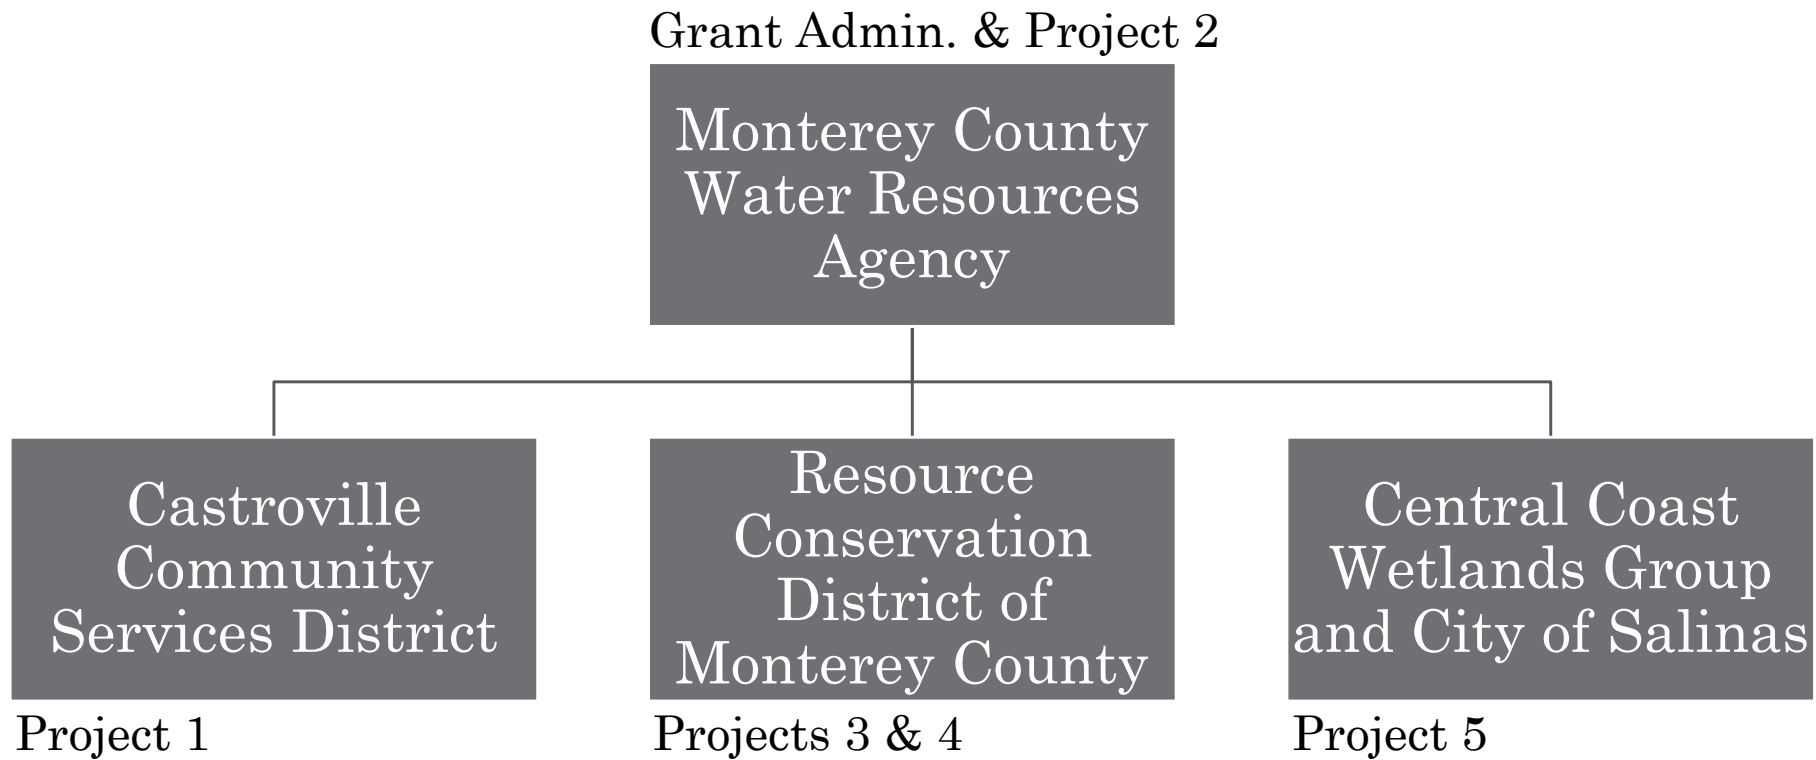 Grant Admin. & Project 2
Monterey County
Water Resources
Agency
Castroville
Community
Services District
Resource
Conservation
District of
Monterey County
Central Coast
Wetlands Group
and City of Salinas
Project 1
Projects 3 & 4
Project 5